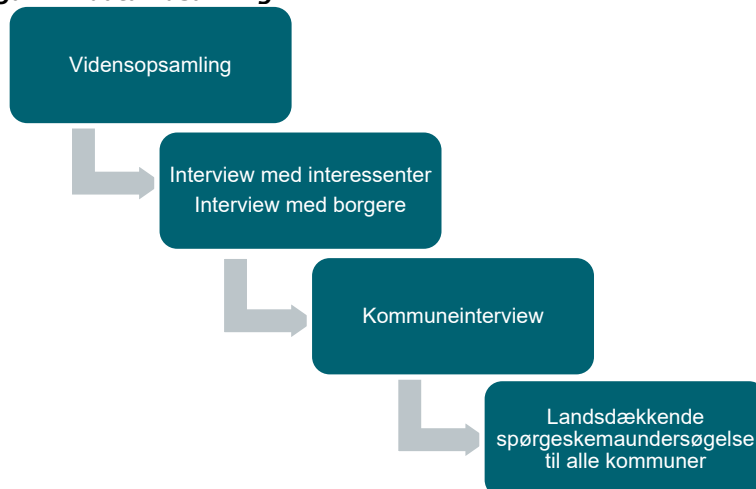 Vidensopsamling
Interview med interessenter
Interview med borgere
Kommuneinterview
Landsdækkende
spørgeskemaundersøgelse
til alle kommuner